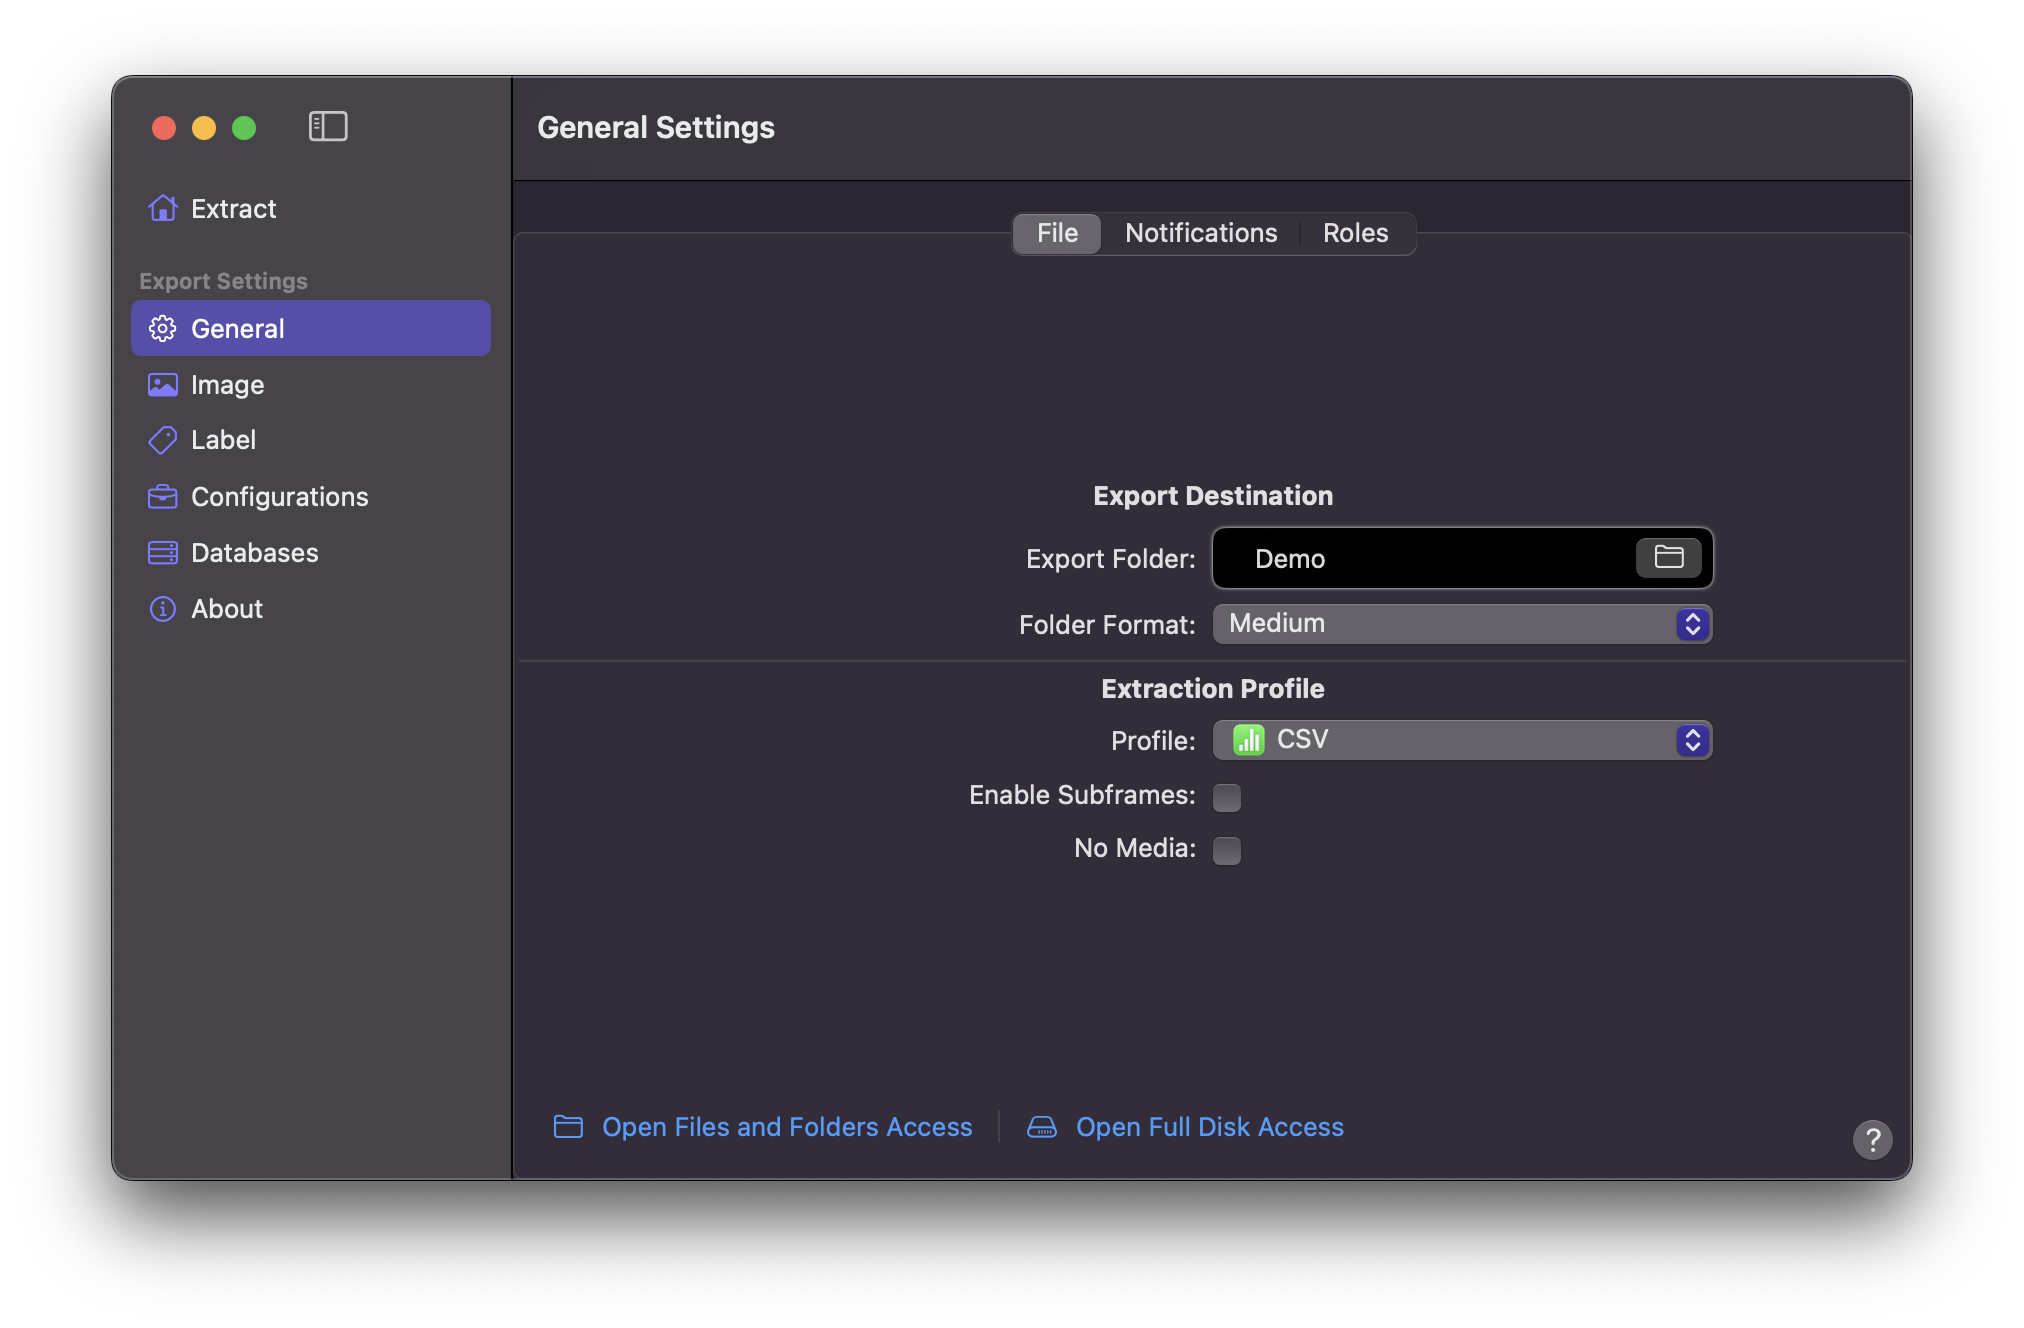 General Settings
Extract
Export Settings
General
Image
Label
Configurations
Databases
About
File Notifications Roles
Export Destination
Export Folder: Demo
Folder Format: Medium
Extraction Profile
Profile: CSV
Enable Subframes:
No Media:
Open Files and Folders Access Open Full Disk Access
?